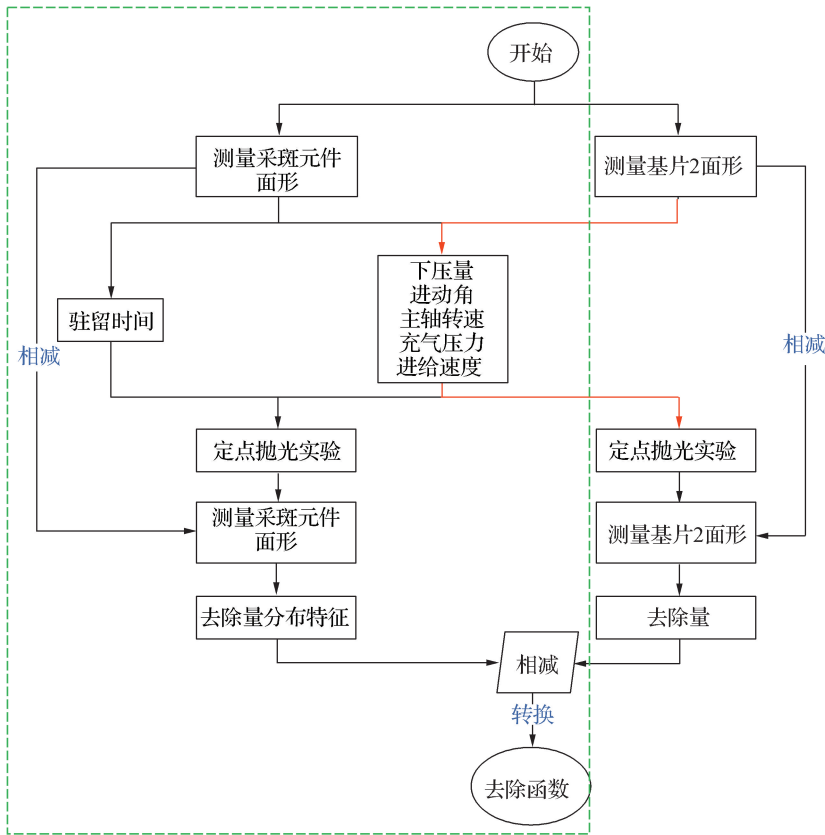 开始
测量采斑元件
面形
测量基片2面形
下压量
进动角
主轴转速
充气压力
进给速度
驻留时间
相减
相减
定点抛光实验
定点抛光实验
测量采斑元件
面形
测量基片2面形
去除量分布特征
去除量
相减
转换
去除函数